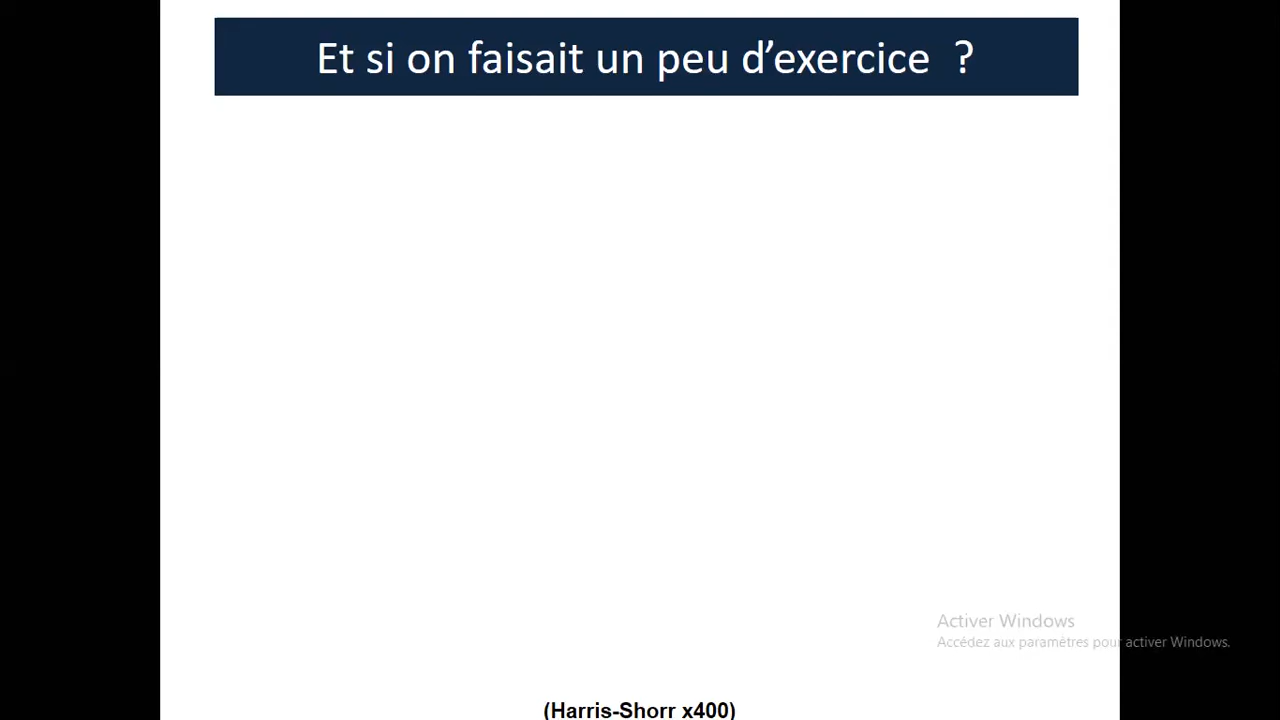 Et si on faisait un peu d’exercice ?
Activer Windows
Accédez aux paramètres pour activer Windows.
(Harris-Shorr x400)